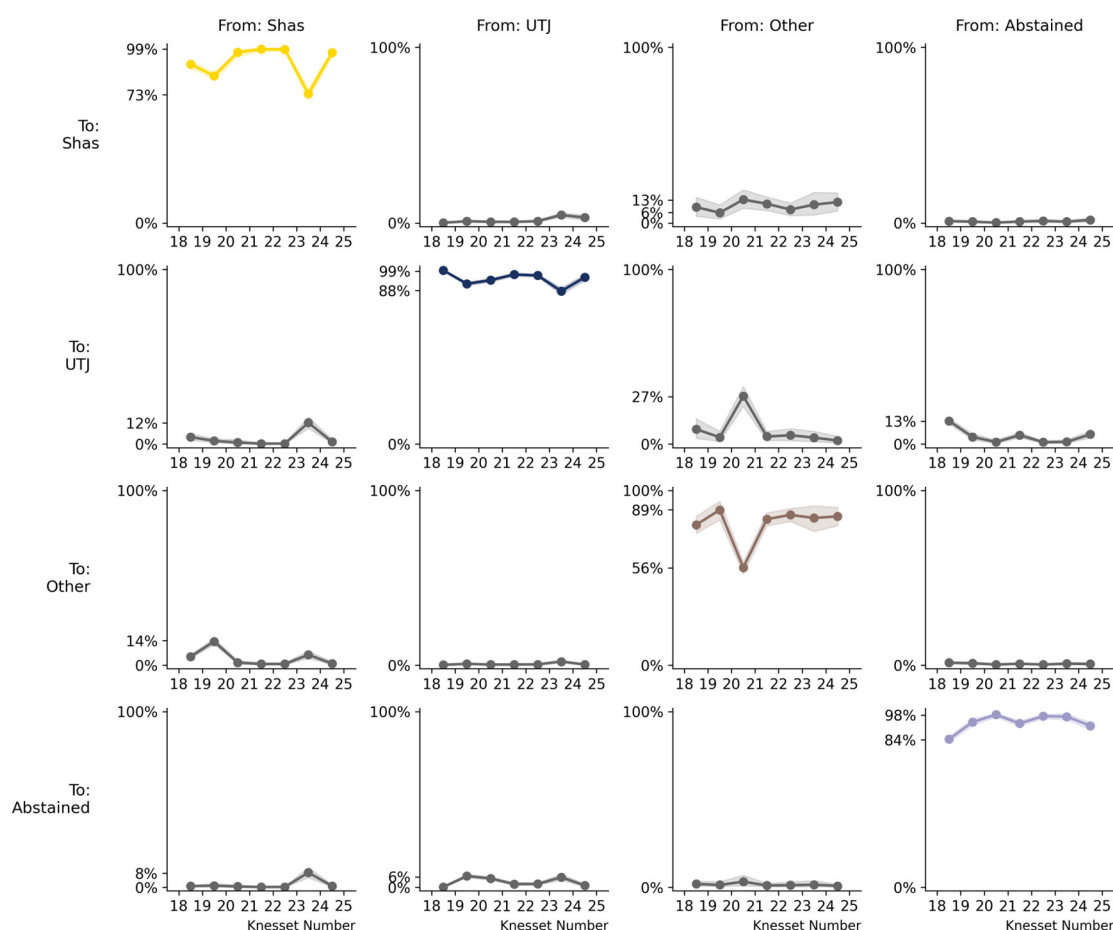 From: Shas From: UTJ From: Other From: Abstained
99% 100% 100% 100%
73%
To:
Shas
13%
6%
0% 0% 0% 0%
18 19 20 21 22 23 24 25 18 19 20 21 22 23 24 25 18 19 20 21 22 23 24 25 18 19 20 21 22 23 24 25
100% 99% 100% 100%
88%
To:
UTJ
12% 27% 13%
0% 0% 0% 0%
18 19 20 21 22 23 24 25 18 19 20 21 22 23 24 25 18 19 20 21 22 23 24 25 18 19 20 21 22 23 24 25
100% 100% 100% 100%
89%
To:
Other
56%
14%
0% 0% 0% 0%
18 19 20 21 22 23 24 25 18 19 20 21 22 23 24 25 18 19 20 21 22 23 24 25 18 19 20 21 22 23 24 25
100% 100% 100% 98%
84%
To:
Abstained
8% 6%
0% 0% 0% 0%
18 19 20 21 22 23 24 25 18 19 20 21 22 23 24 25 18 19 20 21 22 23 24 25 18 19 20 21 22 23 24 25
Knesset Number Knesset Number Knesset Number Knesset Number